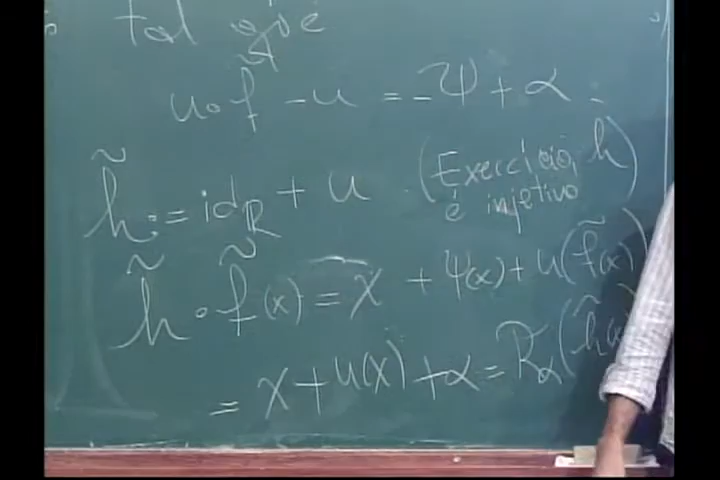 tal que
u∘f̃ − u = −Ψ + α.
h̃ := id_ℝ + u. (Exercício, h
é injetivo)
h̃∘f̃(x) = x + Ψ(x) + u(f̃(x))
= x + u(x) + α = R_α(h̃(x